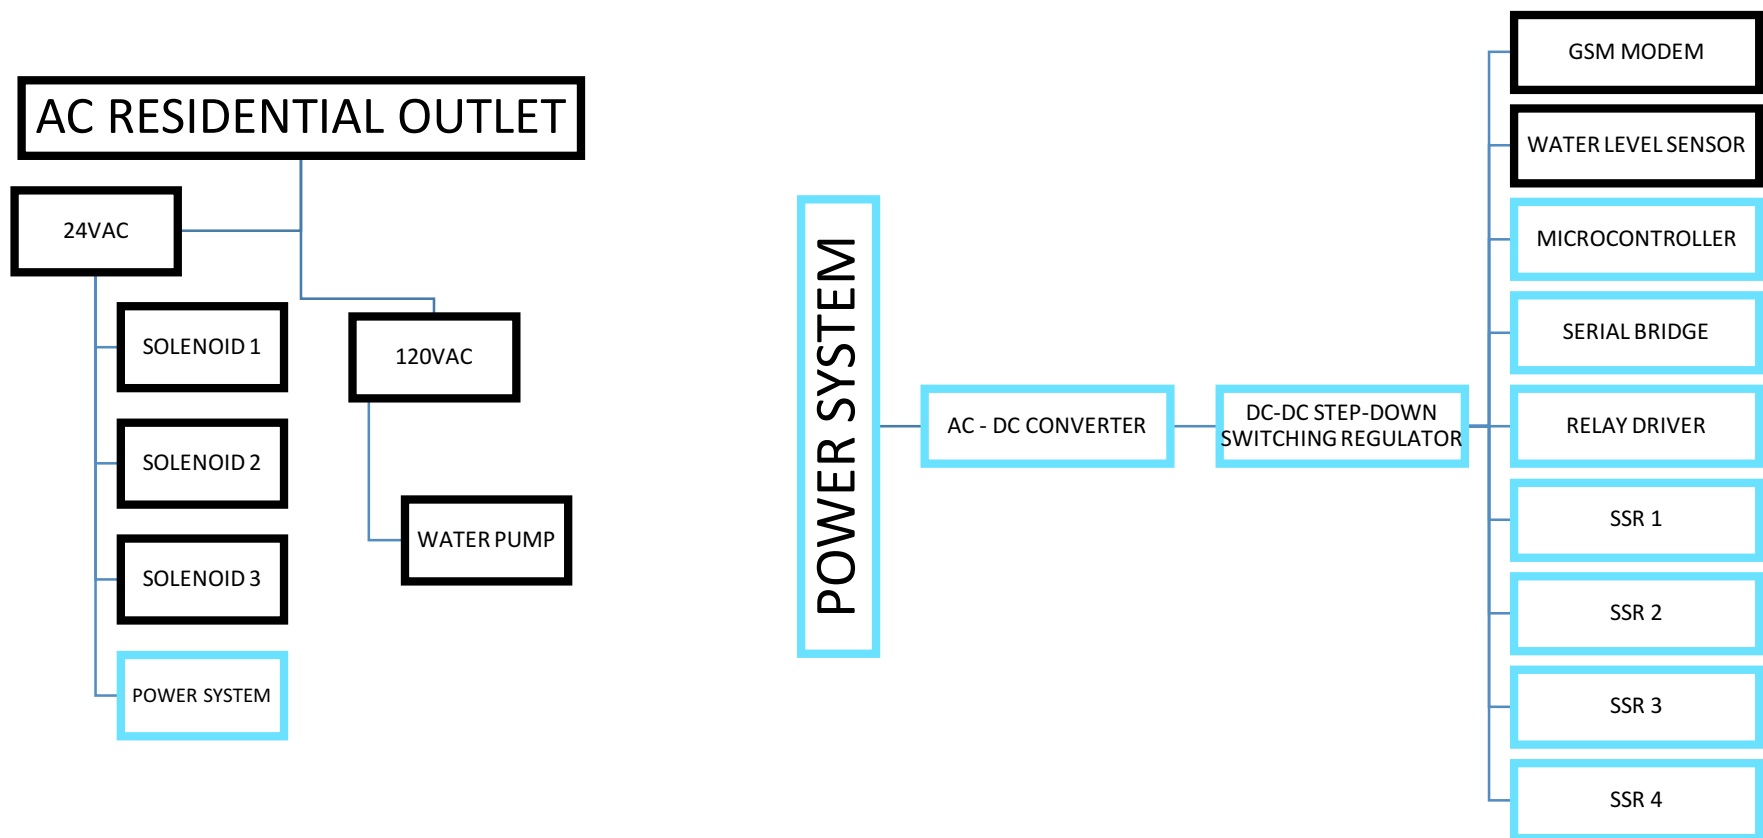 AC RESIDENTIAL OUTLET
24VAC
SOLENOID 1
SOLENOID 2
SOLENOID 3
POWER SYSTEM
120VAC
WATER PUMP
POWER SYSTEM
AC - DC CONVERTER
DC-DC STEP-DOWN
SWITCHING REGULATOR
GSM MODEM
WATER LEVEL SENSOR
MICROCONTROLLER
SERIAL BRIDGE
RELAY DRIVER
SSR 1
SSR 2
SSR 3
SSR 4